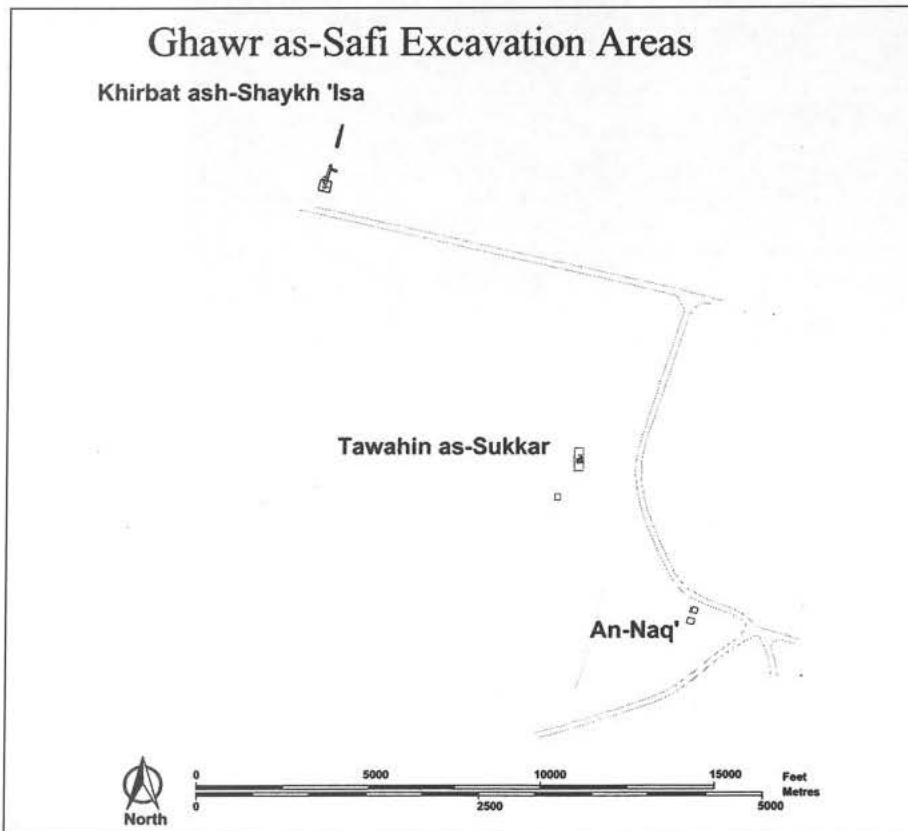 Ghawr as-Safi Excavation Areas
Khirbat ash-Shaykh 'Isa
Tawahin as-Sukkar
An-Naq'
0 5000 10000 15000 Feet
0 2500 5000 Metres
North